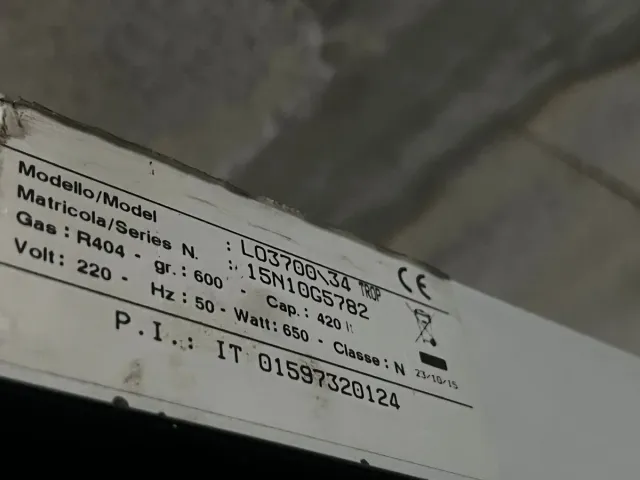 Modello/Model : LO3700\34 TROP
Matricola/Series N. : 15N10G5782
Gas : R404 - gr.: 600 - Cap.: 420 lt
Volt: 220 - Hz : 50 - Watt: 650 - Classe : N
23/10/15
P.I.: IT 01597320124
CE